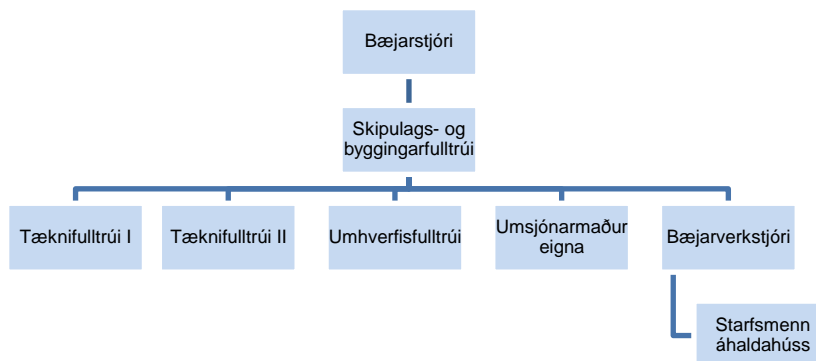 Bæjarstjóri
Skipulags- og
byggingarfulltrúi
Tæknifulltrúi I
Tæknifulltrúi II
Umhverfisfulltrúi
Umsjónarmaður
eigna
Bæjarverkstjóri
Starfsmenn
áhaldahúss